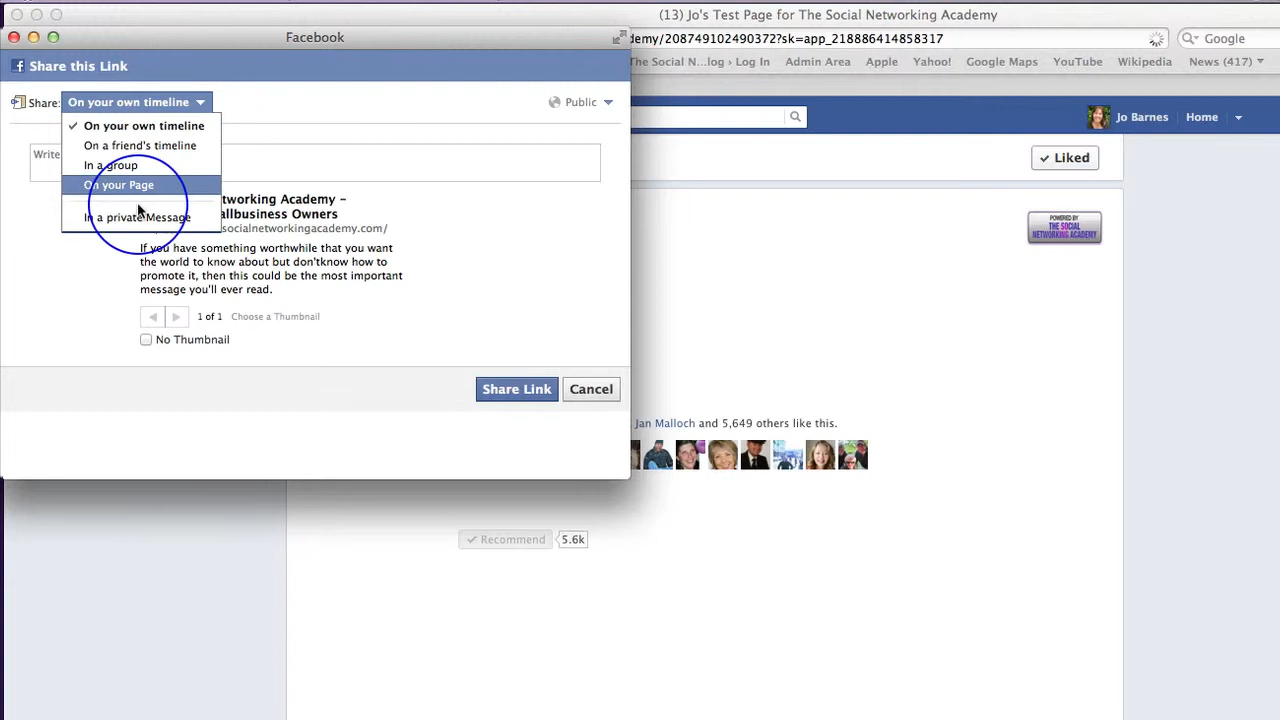 (13) Jo's Test Page for The Social Networking Academy
Facebook
demy/208749102490372?sk=app_218886414858317
Google
Share this Link
The Social N...log › Log In
Admin Area
Apple
Yahoo!
Google Maps
YouTube
Wikipedia
News (417)
Share:
On your own timeline
Public
Jo Barnes
Home
On your own timeline
On a friend's timeline
Write
In a group
Liked
On your Page
tworking Academy –
allbusiness Owners
In a private Message
socialnetworkingacademy.com/
POWERED BY
THE SOCIAL
NETWORKING ACADEMY
If you have something worthwhile that you want
the world to know about but don'tknow how to
promote it, then this could be the most important
message you'll ever read.
1 of 1
Choose a Thumbnail
No Thumbnail
Share Link
Cancel
Jan Malloch and 5,649 others like this.
Recommend
5.6k